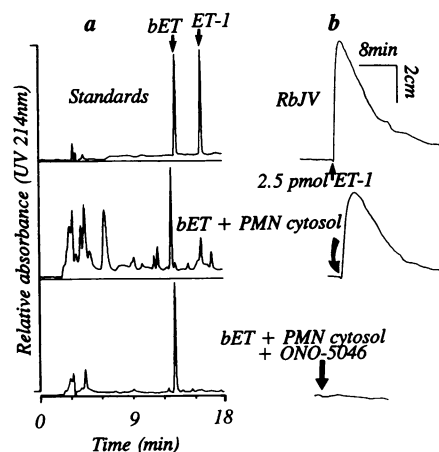 a
b
bET
ET-1
8min
2cm
Standards
RbJV
2.5 pmol ET-1
bET + PMN cytosol
bET + PMN cytosol
+ ONO-5046
Relative absorbance (UV 214nm)
0
9
18
Time (min)